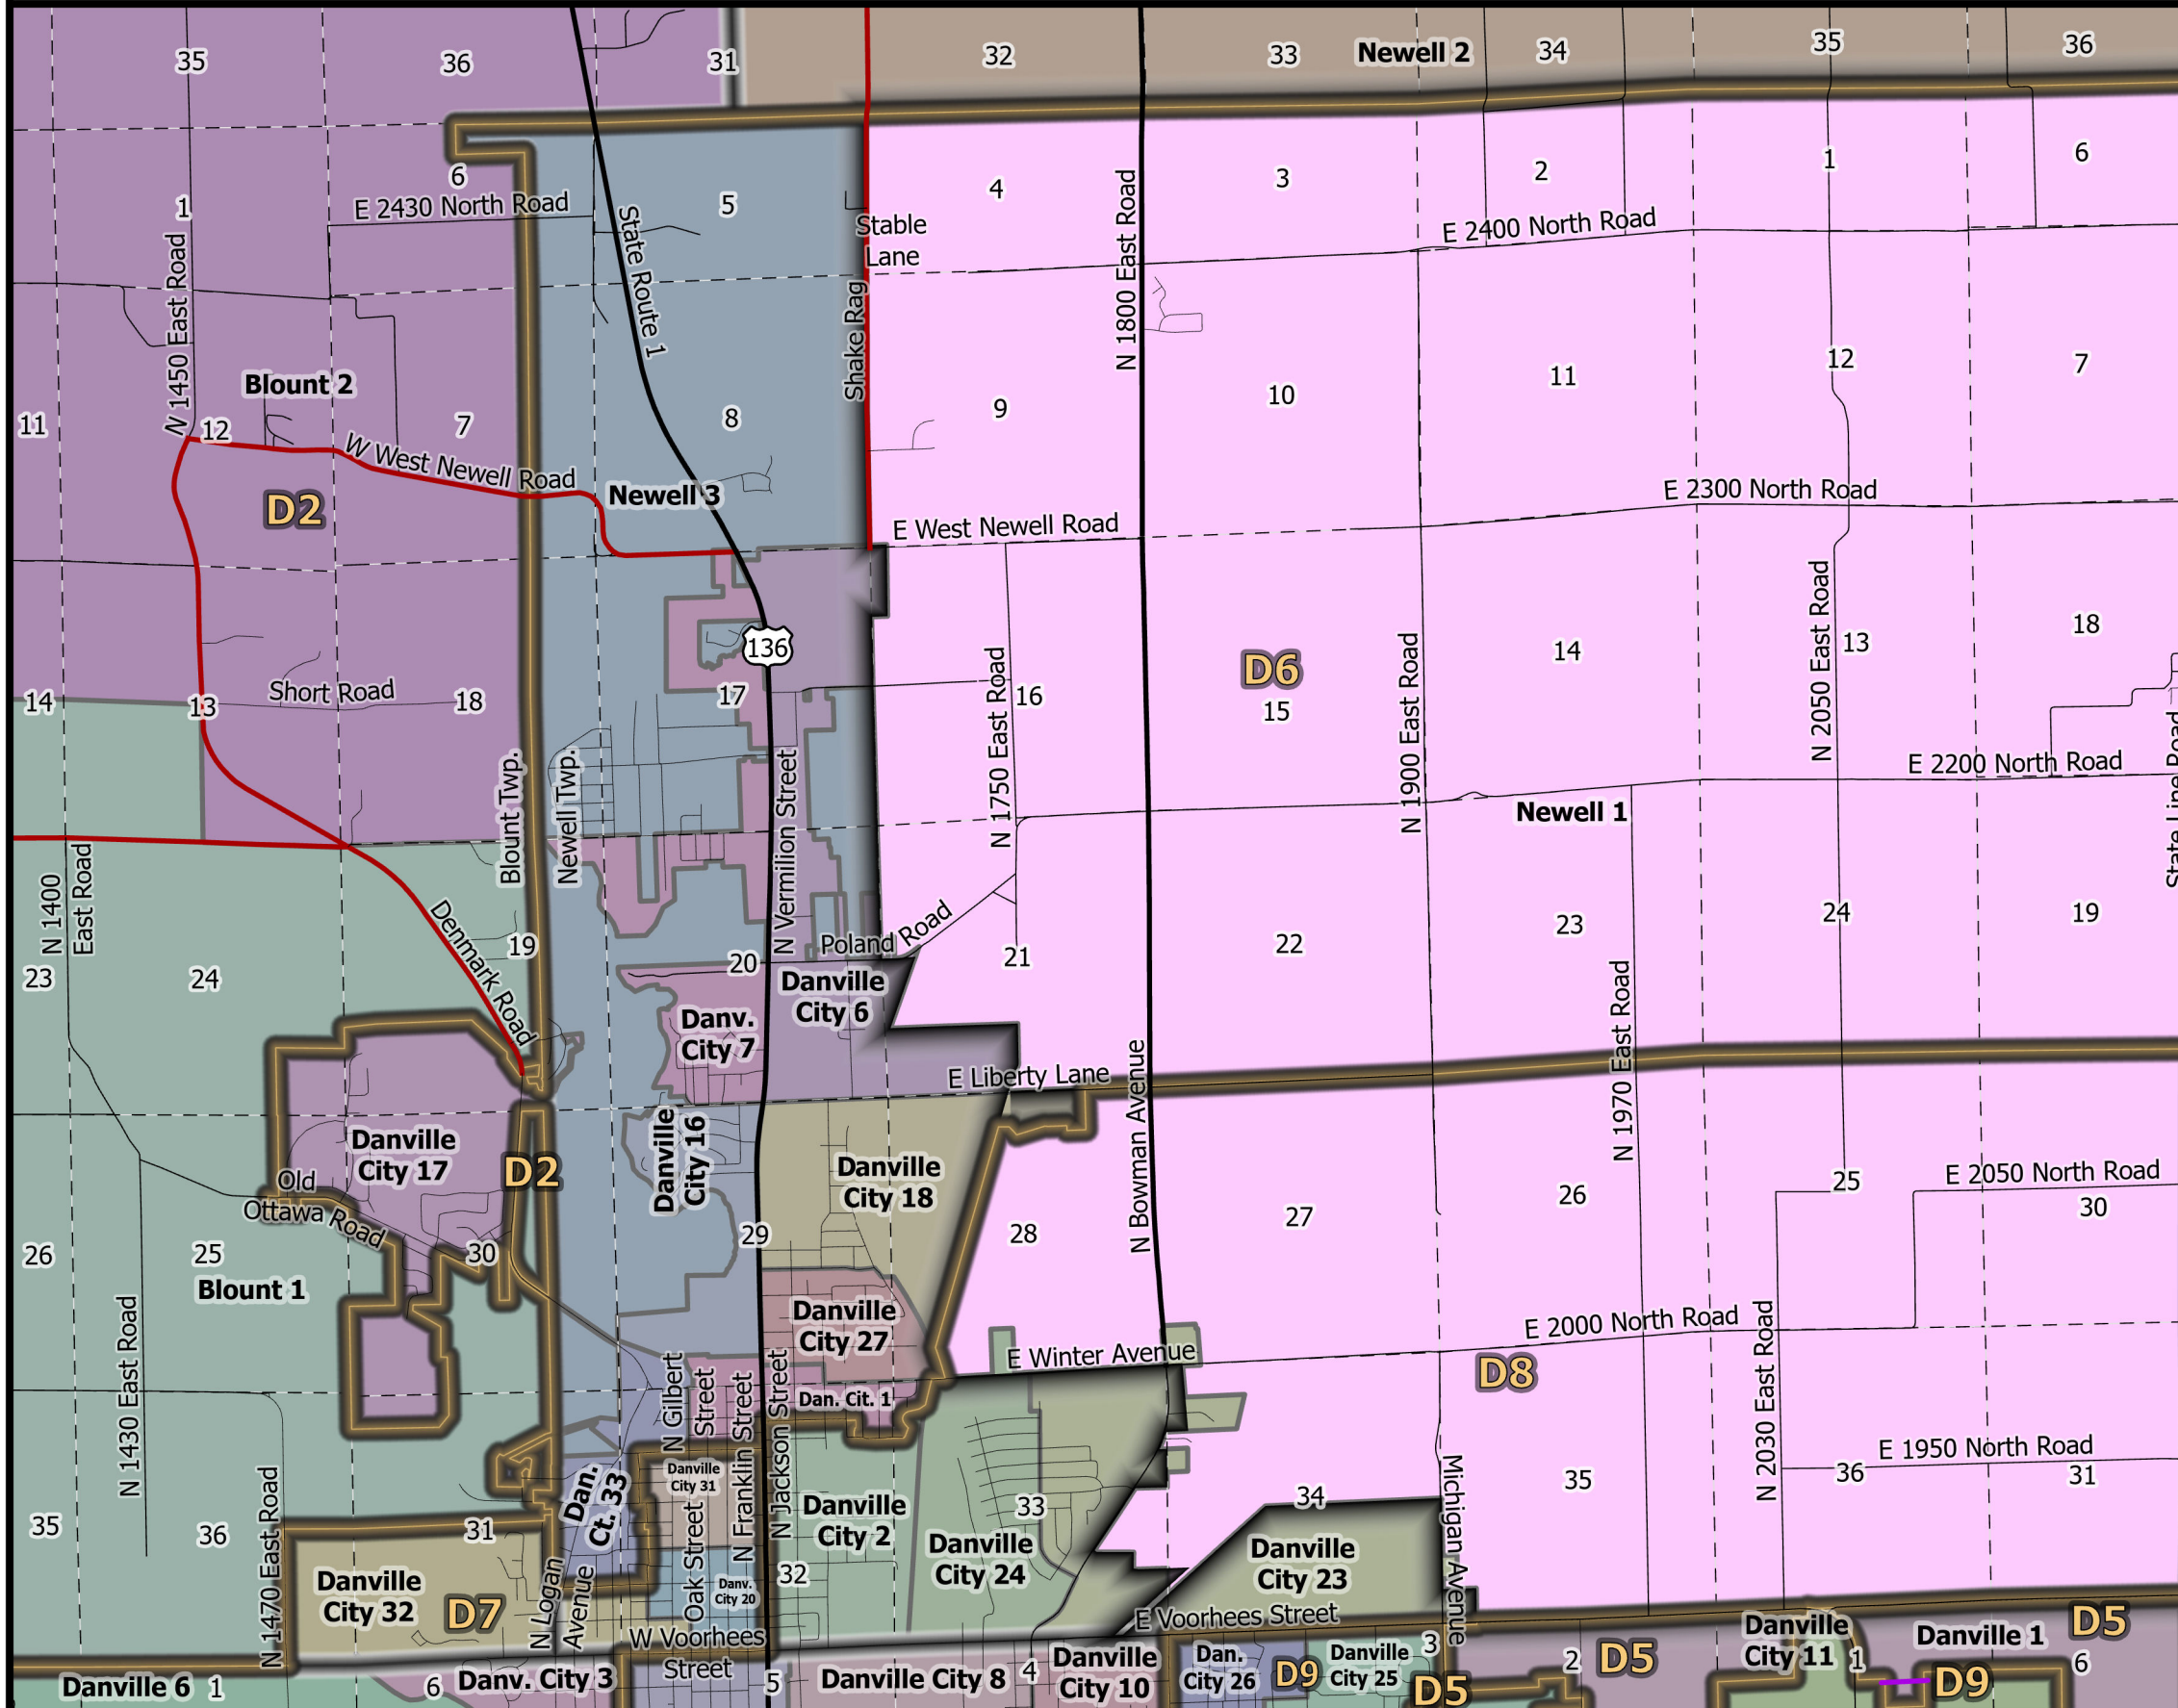 35
36
31
32
33
Newell 2
34
35
36
6
1
E 2430 North Road
5
4
3
2
1
6
Stable
Lane
E 2400 North Road
N 1450 East Road
State Route 1
Shake Rag
N 1800 East Road
Blount 2
11
12
7
8
9
10
11
12
7
W West Newell Road
D2
Newell 3
E West Newell Road
E 2300 North Road
136
14
13
Short Road
18
17
16
D6
15
14
13
18
N 1750 East Road
N 1900 East Road
N 2050 East Road
E 2200 North Road
Newell 1
Blount Twp.
Newell Twp.
N Vermilion Street
N 1400
East Road
Denmark Road
19
Poland Road
23
24
20
21
22
23
24
19
Danville
City 6
Danv.
City 7
N 1970 East Road
E Liberty Lane
N Bowman Avenue
Danville
City 17
D2
Danville
City 16
Danville
City 18
Old
Ottawa Road
26
25
30
29
28
27
26
25
30
E 2050 North Road
Blount 1
Danville
City 27
E Winter Avenue
E 2000 North Road
D8
N 1430 East Road
N Gilbert
Street
N Franklin Street
N Jackson Street
Dan. Cit. 1
N 2030 East Road
E 1950 North Road
35
36
31
Dan.
Ct. 33
Danville
City 31
Oak Street
Danville
City 2
33
34
35
36
31
Michigan Avenue
N 1470 East Road
Danville
City 32
D7
N Logan
Avenue
Danv.
City 20
32
Danville
City 24
Danville
City 23
W Voorhees
Street
E Voorhees Street
Danville 6
1
6
Danv. City 3
5
Danville City 8
4
Danville
City 10
Dan.
City 26
D9
Danville
City 25
3
D5
2
D5
Danville
City 11
1
Danville 1
D5
D9
6